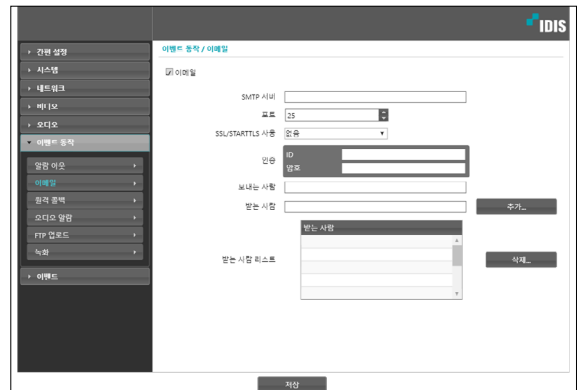 IDIS
간편 설정
시스템
네트워크
비디오
오디오
이벤트 동작
알람 아웃
이메일
원격 콜백
오디오 알람
FTP 업로드
녹화
이벤트
이벤트 동작 / 이메일
이메일
SMTP 서버
포트 25
SSL/STARTTLS 사용 없음
인증 ID
암호
보내는 사람
받는 사람 추가...
받는 사람
받는 사람 리스트 삭제...
저장